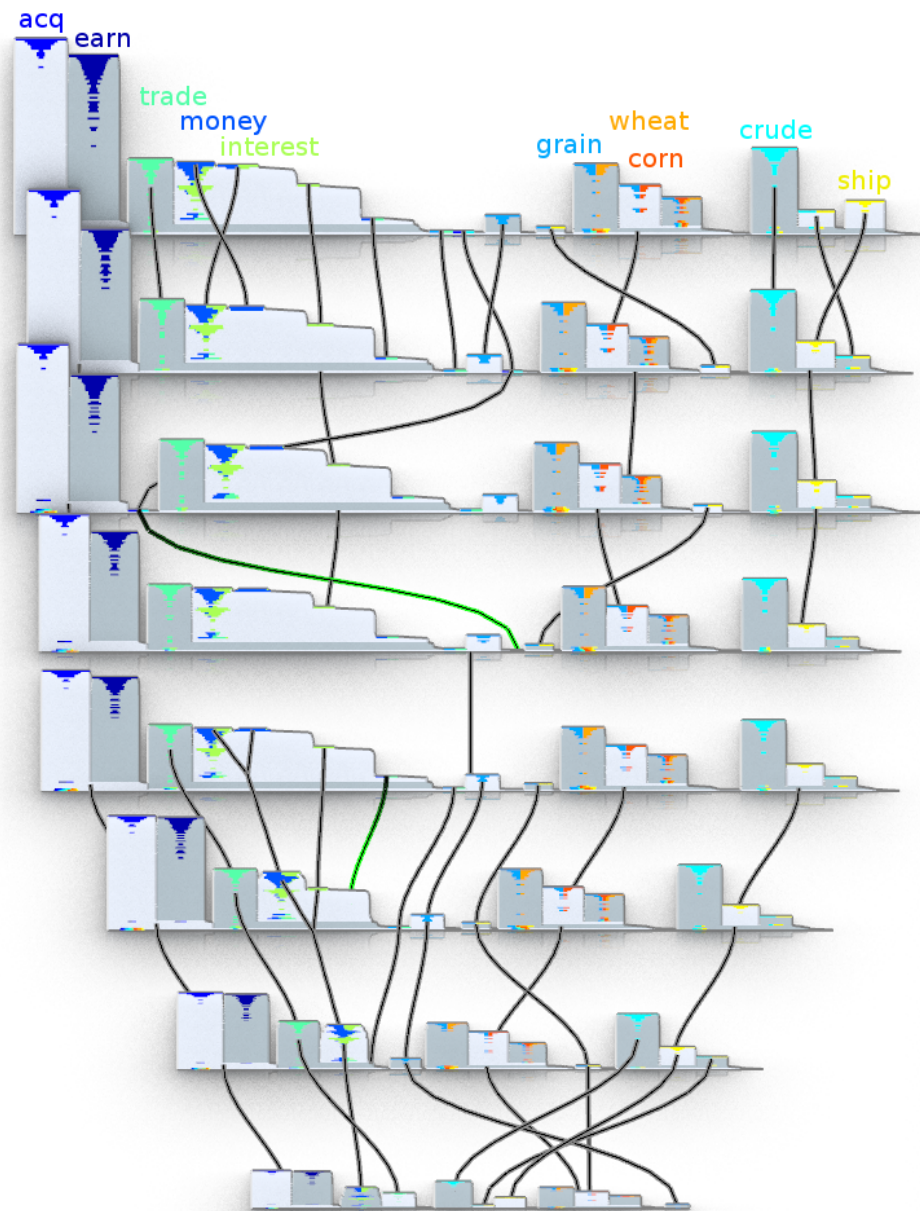 acq
earn
trade
money
interest
grain
wheat
corn
crude
ship